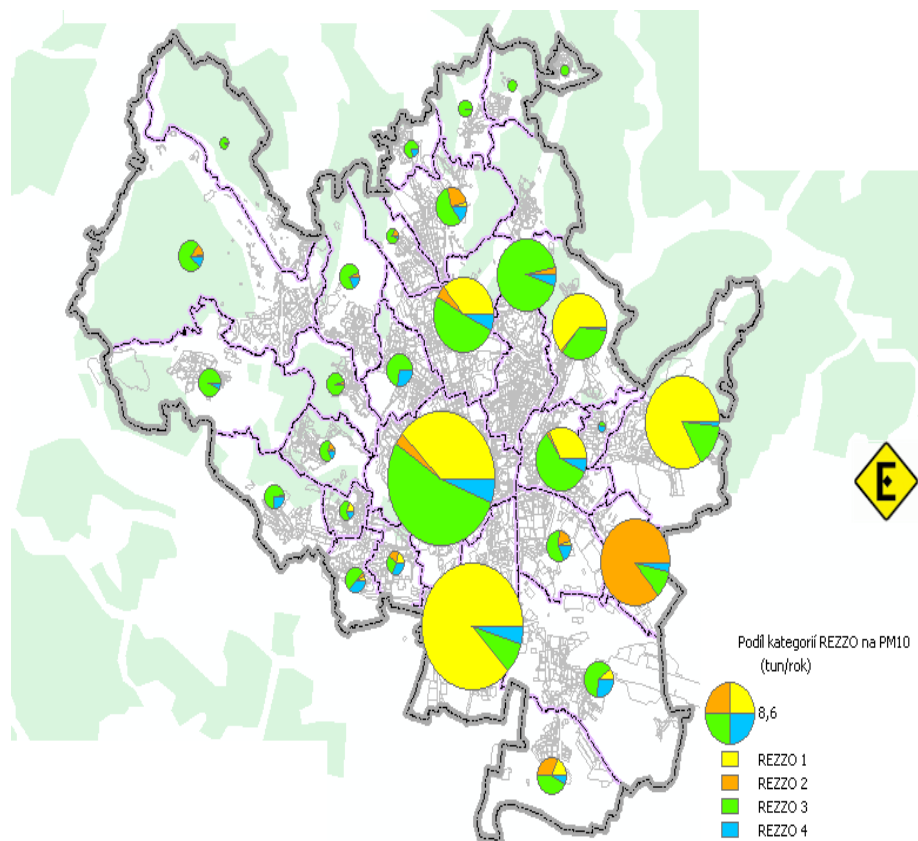 E
Podíl kategorií REZZO na PM10
(tun/rok)
8,6
REZZO 1
REZZO 2
REZZO 3
REZZO 4